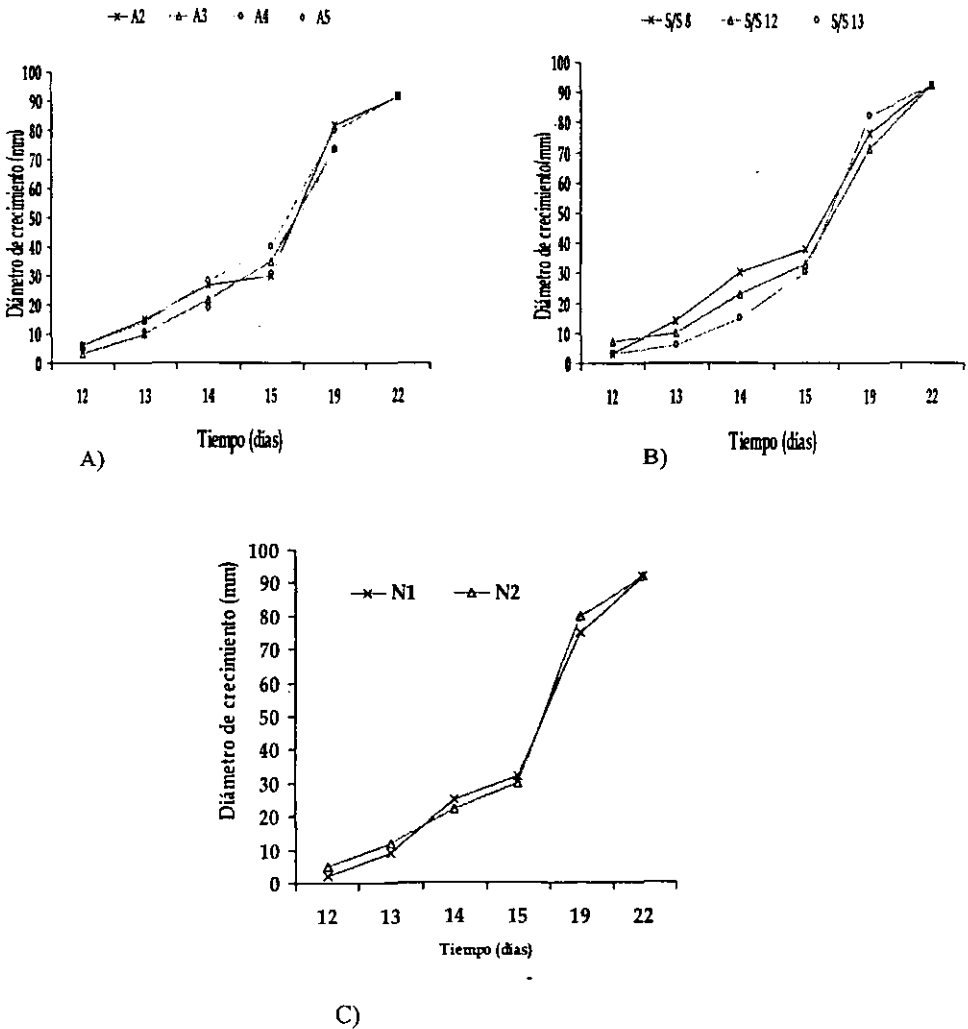 A2 A3 A4 A5
Diámetro de crecimiento (mm)
100
90
80
70
60
50
40
30
20
10
0
12 13 14 15 19 22
Tiempo (días)
A)
S/S 8 S/S 12 S/S 13
Diámetro de crecimiento(mm)
100
90
80
70
60
50
40
30
20
10
0
12 13 14 15 19 22
Tiempo (días)
B)
N1 N2
Diámetro de crecimiento (mm)
100
90
80
70
60
50
40
30
20
10
0
12 13 14 15 19 22
Tiempo (días)
C)